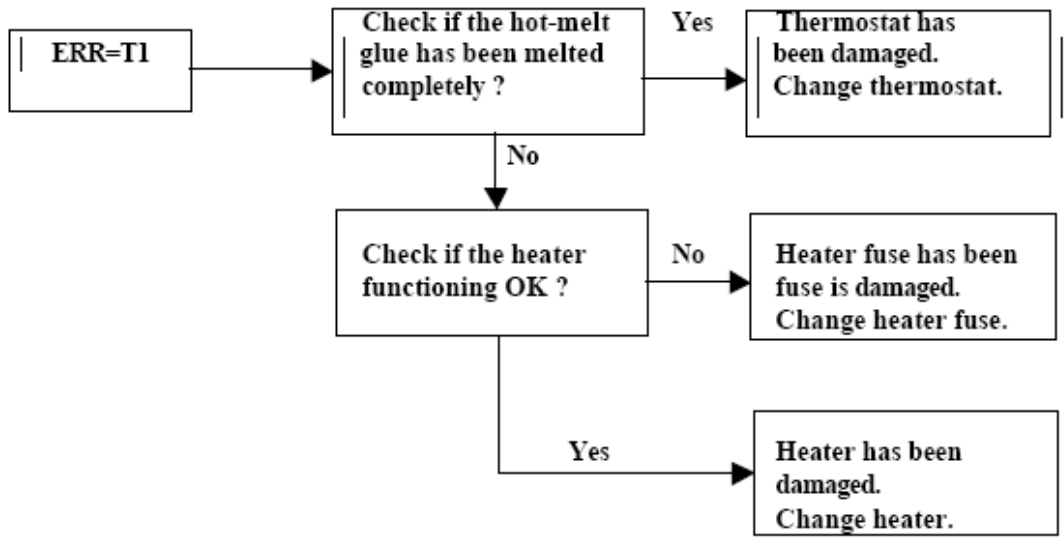 ERR=T1
Check if the hot-melt
glue has been melted
completely ?
Yes
Thermostat has
been damaged.
Change thermostat.
No
Check if the heater
functioning OK ?
No
Heater fuse has been
fuse is damaged.
Change heater fuse.
Yes
Heater has been
damaged.
Change heater.